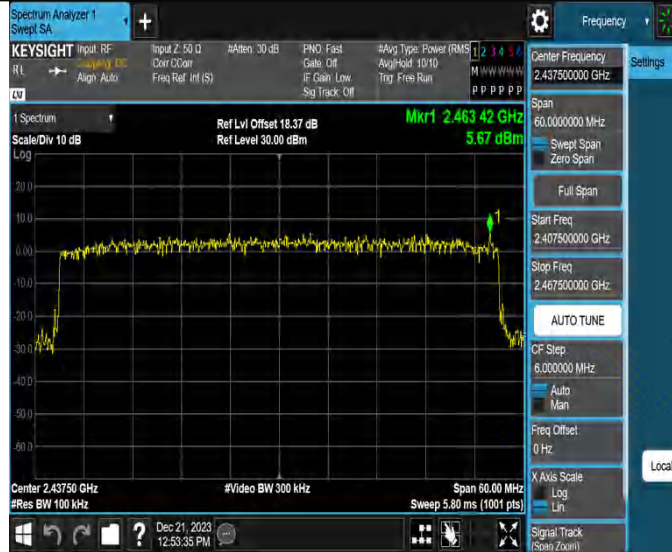 Spectrum Analyzer 1
Swept SA
Frequency
KEYSIGHT
Input: RF
Input Z: 50 Ω
#Atten: 30 dB
PNO: Fast
#Avg Type: Power (RMS
1 2 3 4 5 6
RL
Coupling: DC
Corr CCorr
Gate: Off
Avg|Hold: 10/10
M W W W W W
Align: Auto
Freq Ref: Int (S)
IF Gain: Low
Trig: Free Run
Sig Track: Off
P P P P P P
LXI
1 Spectrum
Scale/Div 10 dB
Ref Lvl Offset 18.37 dB
Ref Level 30.00 dBm
Mkr1 2.463 42 GHz
5.67 dBm
Log
20.0
10.0
0.00
-10.0
-20.0
-30.0
-40.0
-50.0
-60.0
1
Center 2.43750 GHz
#Video BW 300 kHz
Span 60.00 MHz
#Res BW 100 kHz
Sweep 5.80 ms (1001 pts)
Dec 21, 2023
12:53:35 PM
?
Center Frequency
2.437500000 GHz
Settings
Span
60.0000000 MHz
Swept Span
Zero Span
Full Span
Start Freq
2.407500000 GHz
Stop Freq
2.467500000 GHz
AUTO TUNE
CF Step
6.000000 MHz
Auto
Man
Freq Offset
0 Hz
X Axis Scale
Log
Lin
Local
Signal Track
(Span Zoom)